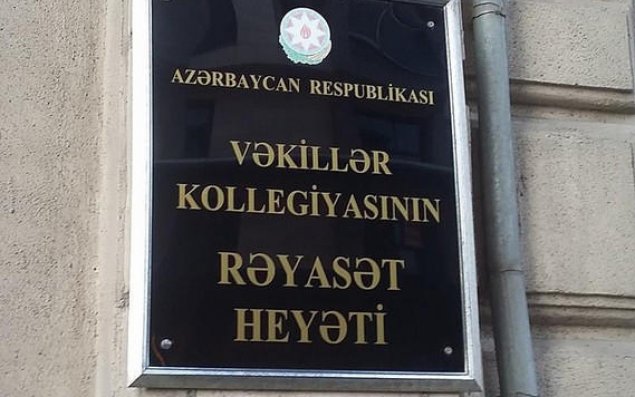 AZƏRBAYCAN RESPUBLİKASI
VƏKİLLƏR
KOLLEGİYASININ
RƏYASƏT
HEYƏTİ